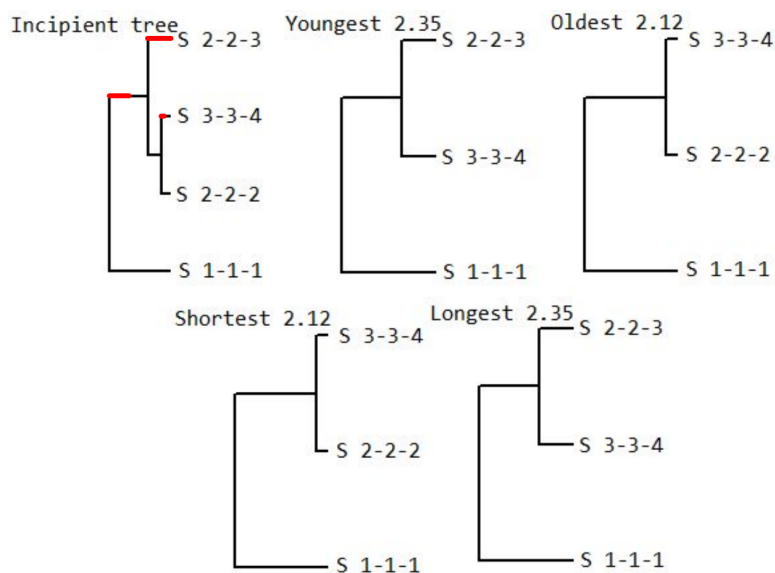 Incipient tree
S 2-2-3
S 3-3-4
S 2-2-2
S 1-1-1
Youngest 2.35
S 2-2-3
S 3-3-4
S 1-1-1
Oldest 2.12
S 3-3-4
S 2-2-2
S 1-1-1
Shortest 2.12
S 3-3-4
S 2-2-2
S 1-1-1
Longest 2.35
S 2-2-3
S 3-3-4
S 1-1-1